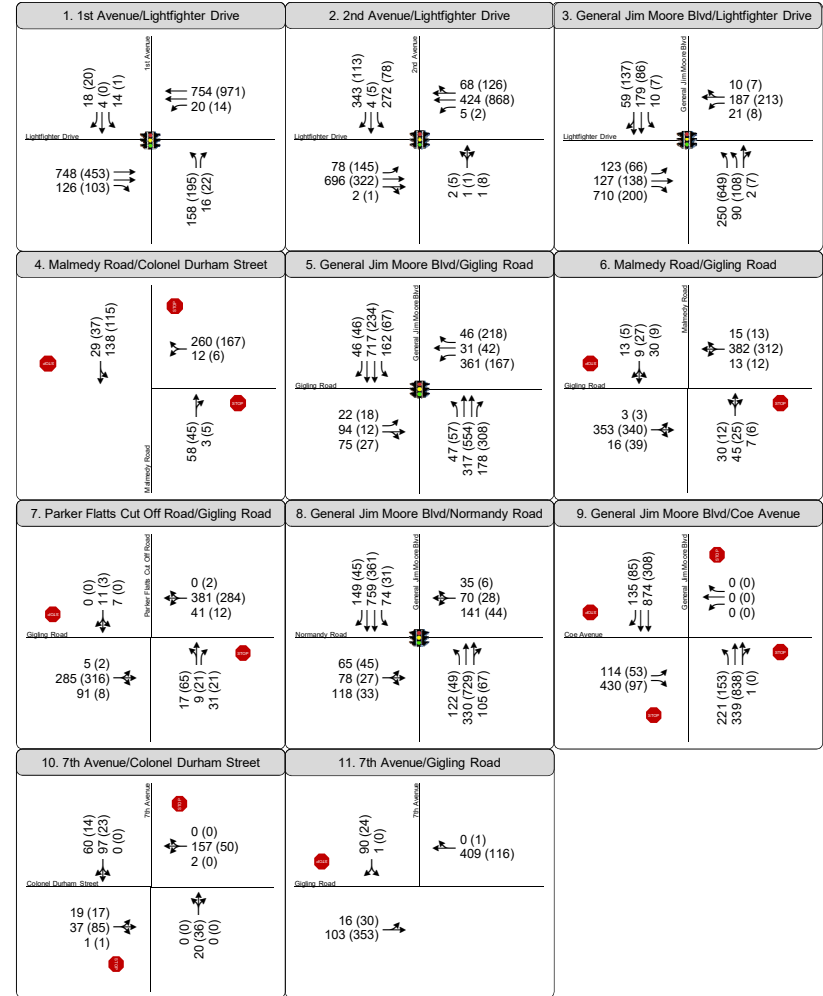 1. 1st Avenue/Lightfighter Drive
1st Avenue
18 (20)
4 (0)
14 (1)
754 (971)
20 (14)
Lightfighter Drive
748 (453)
126 (103)
158 (195)
16 (22)
2. 2nd Avenue/Lightfighter Drive
2nd Avenue
343 (113)
4 (5)
272 (78)
68 (126)
424 (868)
5 (2)
Lightfighter Drive
78 (145)
696 (322)
2 (1)
2 (5)
1 (1)
1 (8)
3. General Jim Moore Blvd/Lightfighter Drive
General Jim Moore Blvd
59 (137)
179 (86)
10 (7)
10 (7)
187 (213)
21 (8)
Lightfighter Drive
123 (66)
127 (138)
710 (200)
250 (649)
90 (108)
2 (7)
4. Malmedy Road/Colonel Durham Street
STOP
STOP
29 (37)
138 (115)
260 (167)
12 (6)
STOP
58 (45)
3 (5)
Malmedy Road
5. General Jim Moore Blvd/Gigling Road
General Jim Moore Blvd
46 (46)
717 (234)
162 (67)
46 (218)
31 (42)
361 (167)
Gigling Road
22 (18)
94 (12)
75 (27)
47 (57)
317 (554)
178 (308)
6. Malmedy Road/Gigling Road
Malmedy Road
STOP
13 (5)
9 (27)
30 (9)
15 (13)
382 (312)
13 (12)
Gigling Road
STOP
3 (3)
353 (340)
16 (39)
30 (12)
45 (25)
7 (6)
7. Parker Flatts Cut Off Road/Gigling Road
Parker Flatts Cut Off Road
STOP
0 (0)
11 (3)
7 (0)
0 (2)
381 (284)
41 (12)
Gigling Road
STOP
5 (2)
285 (316)
91 (8)
17 (65)
9 (21)
31 (21)
8. General Jim Moore Blvd/Normandy Road
General Jim Moore Blvd
149 (45)
759 (361)
74 (31)
35 (6)
70 (28)
141 (44)
Normandy Road
65 (45)
78 (27)
118 (33)
122 (49)
330 (729)
105 (67)
9. General Jim Moore Blvd/Coe Avenue
General Jim Moore Blvd
STOP
STOP
135 (85)
874 (308)
0 (0)
0 (0)
0 (0)
Coe Avenue
STOP
114 (53)
430 (97)
STOP
221 (153)
339 (838)
1 (0)
10. 7th Avenue/Colonel Durham Street
7th Avenue
STOP
60 (14)
97 (23)
0 (0)
0 (0)
157 (50)
2 (0)
Colonel Durham Street
19 (17)
37 (85)
1 (1)
STOP
0 (0)
20 (36)
0 (0)
11. 7th Avenue/Gigling Road
7th Avenue
STOP
90 (24)
1 (0)
0 (1)
409 (116)
Gigling Road
16 (30)
103 (353)